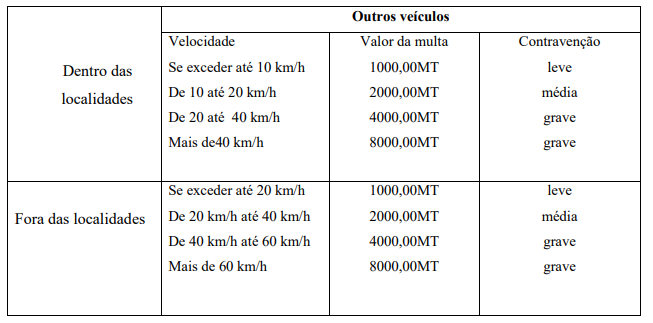 Outros veículos
Dentro das
localidades
Velocidade Valor da multa Contravenção
Se exceder até 10 km/h 1000,00MT leve
De 10 até 20 km/h 2000,00MT média
De 20 até 40 km/h 4000,00MT grave
Mais de40 km/h 8000,00MT grave
Fora das localidades
Se exceder até 20 km/h 1000,00MT leve
De 20 km/h até 40 km/h 2000,00MT média
De 40 km/h até 60 km/h 4000,00MT grave
Mais de 60 km/h 8000,00MT grave